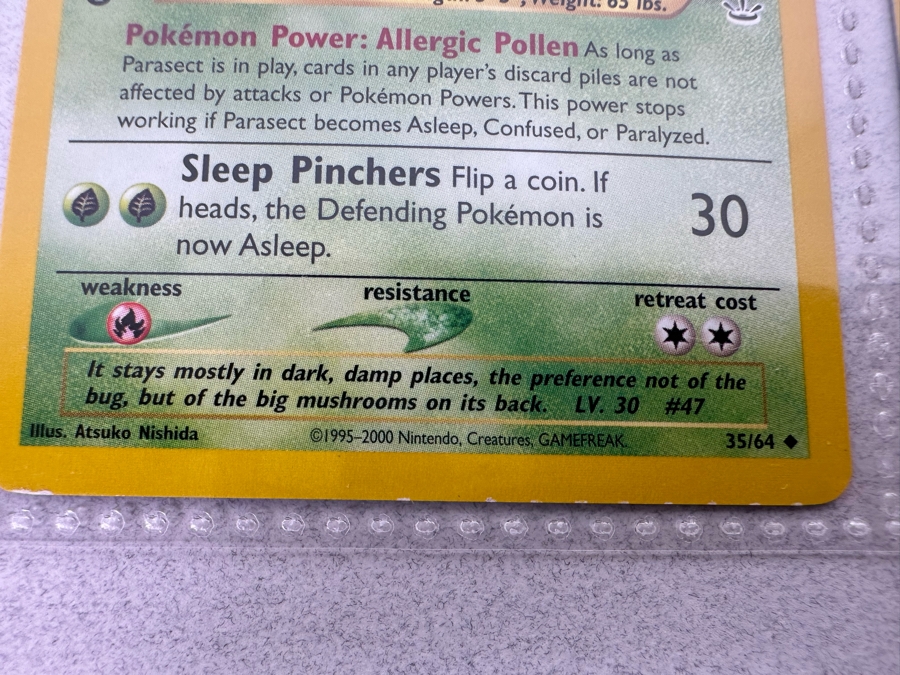 Weight: 65 lbs.
Pokémon Power: Allergic Pollen As long as
Parasect is in play, cards in any player's discard piles are not
affected by attacks or Pokémon Powers. This power stops
working if Parasect becomes Asleep, Confused, or Paralyzed.
Sleep Pinchers Flip a coin. If
heads, the Defending Pokémon is
now Asleep.
30
weakness
resistance
retreat cost
It stays mostly in dark, damp places, the preference not of the
bug, but of the big mushrooms on its back. LV. 30 #47
Illus. Atsuko Nishida
©1995–2000 Nintendo, Creatures, GAMEFREAK.
35/64